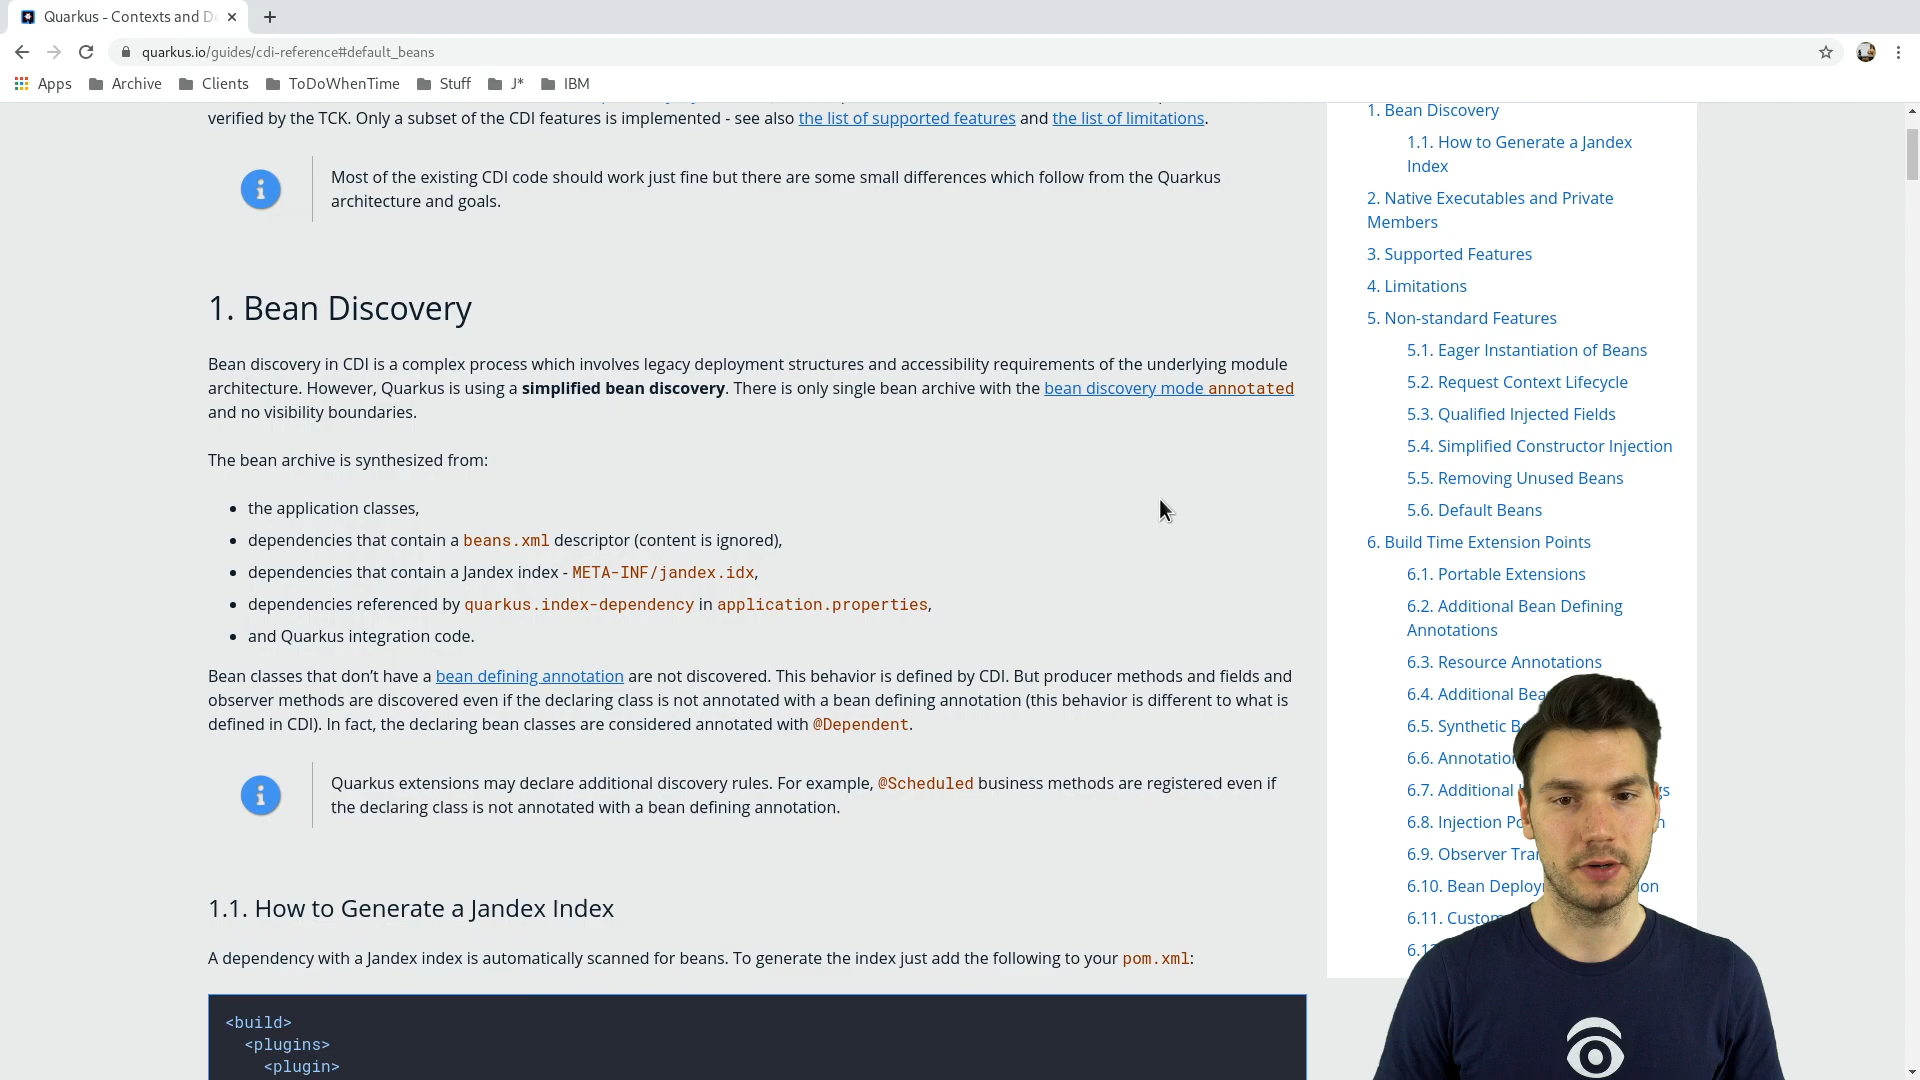 Quarkus - Contexts and De
quarkus.io/guides/cdi-reference#default_beans
Apps Archive Clients ToDoWhenTime Stuff J* IBM
verified by the TCK. Only a subset of the CDI features is implemented - see also the list of supported features and the list of limitations.
Most of the existing CDI code should work just fine but there are some small differences which follow from the Quarkus
architecture and goals.
1. Bean Discovery
Bean discovery in CDI is a complex process which involves legacy deployment structures and accessibility requirements of the underlying module
architecture. However, Quarkus is using a simplified bean discovery. There is only single bean archive with the bean discovery mode annotated
and no visibility boundaries.
The bean archive is synthesized from:
the application classes,
dependencies that contain a beans.xml descriptor (content is ignored),
dependencies that contain a Jandex index - META-INF/jandex.idx,
dependencies referenced by quarkus.index-dependency in application.properties,
and Quarkus integration code.
Bean classes that don’t have a bean defining annotation are not discovered. This behavior is defined by CDI. But producer methods and fields and
observer methods are discovered even if the declaring class is not annotated with a bean defining annotation (this behavior is different to what is
defined in CDI). In fact, the declaring bean classes are considered annotated with @Dependent.
Quarkus extensions may declare additional discovery rules. For example, @Scheduled business methods are registered even if
the declaring class is not annotated with a bean defining annotation.
1.1. How to Generate a Jandex Index
A dependency with a Jandex index is automatically scanned for beans. To generate the index just add the following to your pom.xml:
<build>
<plugins>
<plugin>
1. Bean Discovery
1.1. How to Generate a Jandex
Index
2. Native Executables and Private
Members
3. Supported Features
4. Limitations
5. Non-standard Features
5.1. Eager Instantiation of Beans
5.2. Request Context Lifecycle
5.3. Qualified Injected Fields
5.4. Simplified Constructor Injection
5.5. Removing Unused Beans
5.6. Default Beans
6. Build Time Extension Points
6.1. Portable Extensions
6.2. Additional Bean Defining
Annotations
6.3. Resource Annotations
6.4. Additional Bea
6.5. Synthetic B
6.6. Annotation
6.7. Additional gs
6.8. Injection Po n
6.9. Observer Tra
6.10. Bean Deploy on
6.11. Custom
6.12